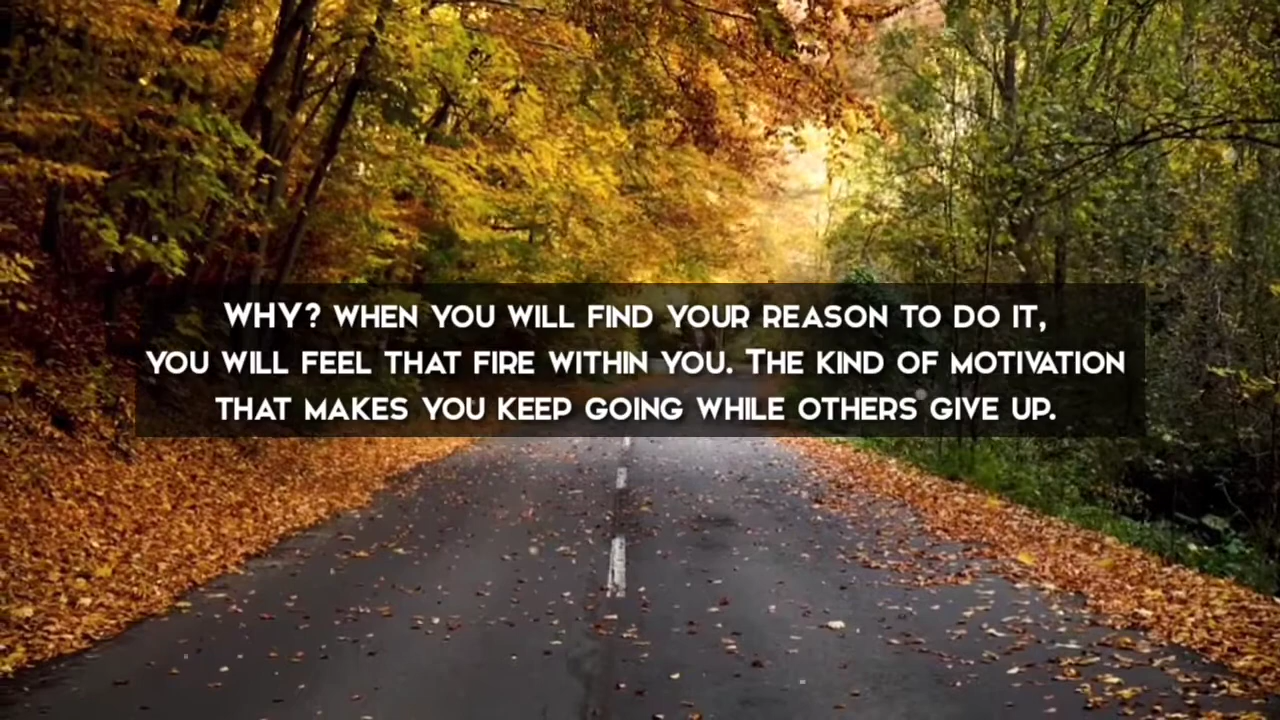 WHY? WHEN YOU WILL FIND YOUR REASON TO DO IT,
YOU WILL FEEL THAT FIRE WITHIN YOU. THE KIND OF MOTIVATION
THAT MAKES YOU KEEP GOING WHILE OTHERS GIVE UP.